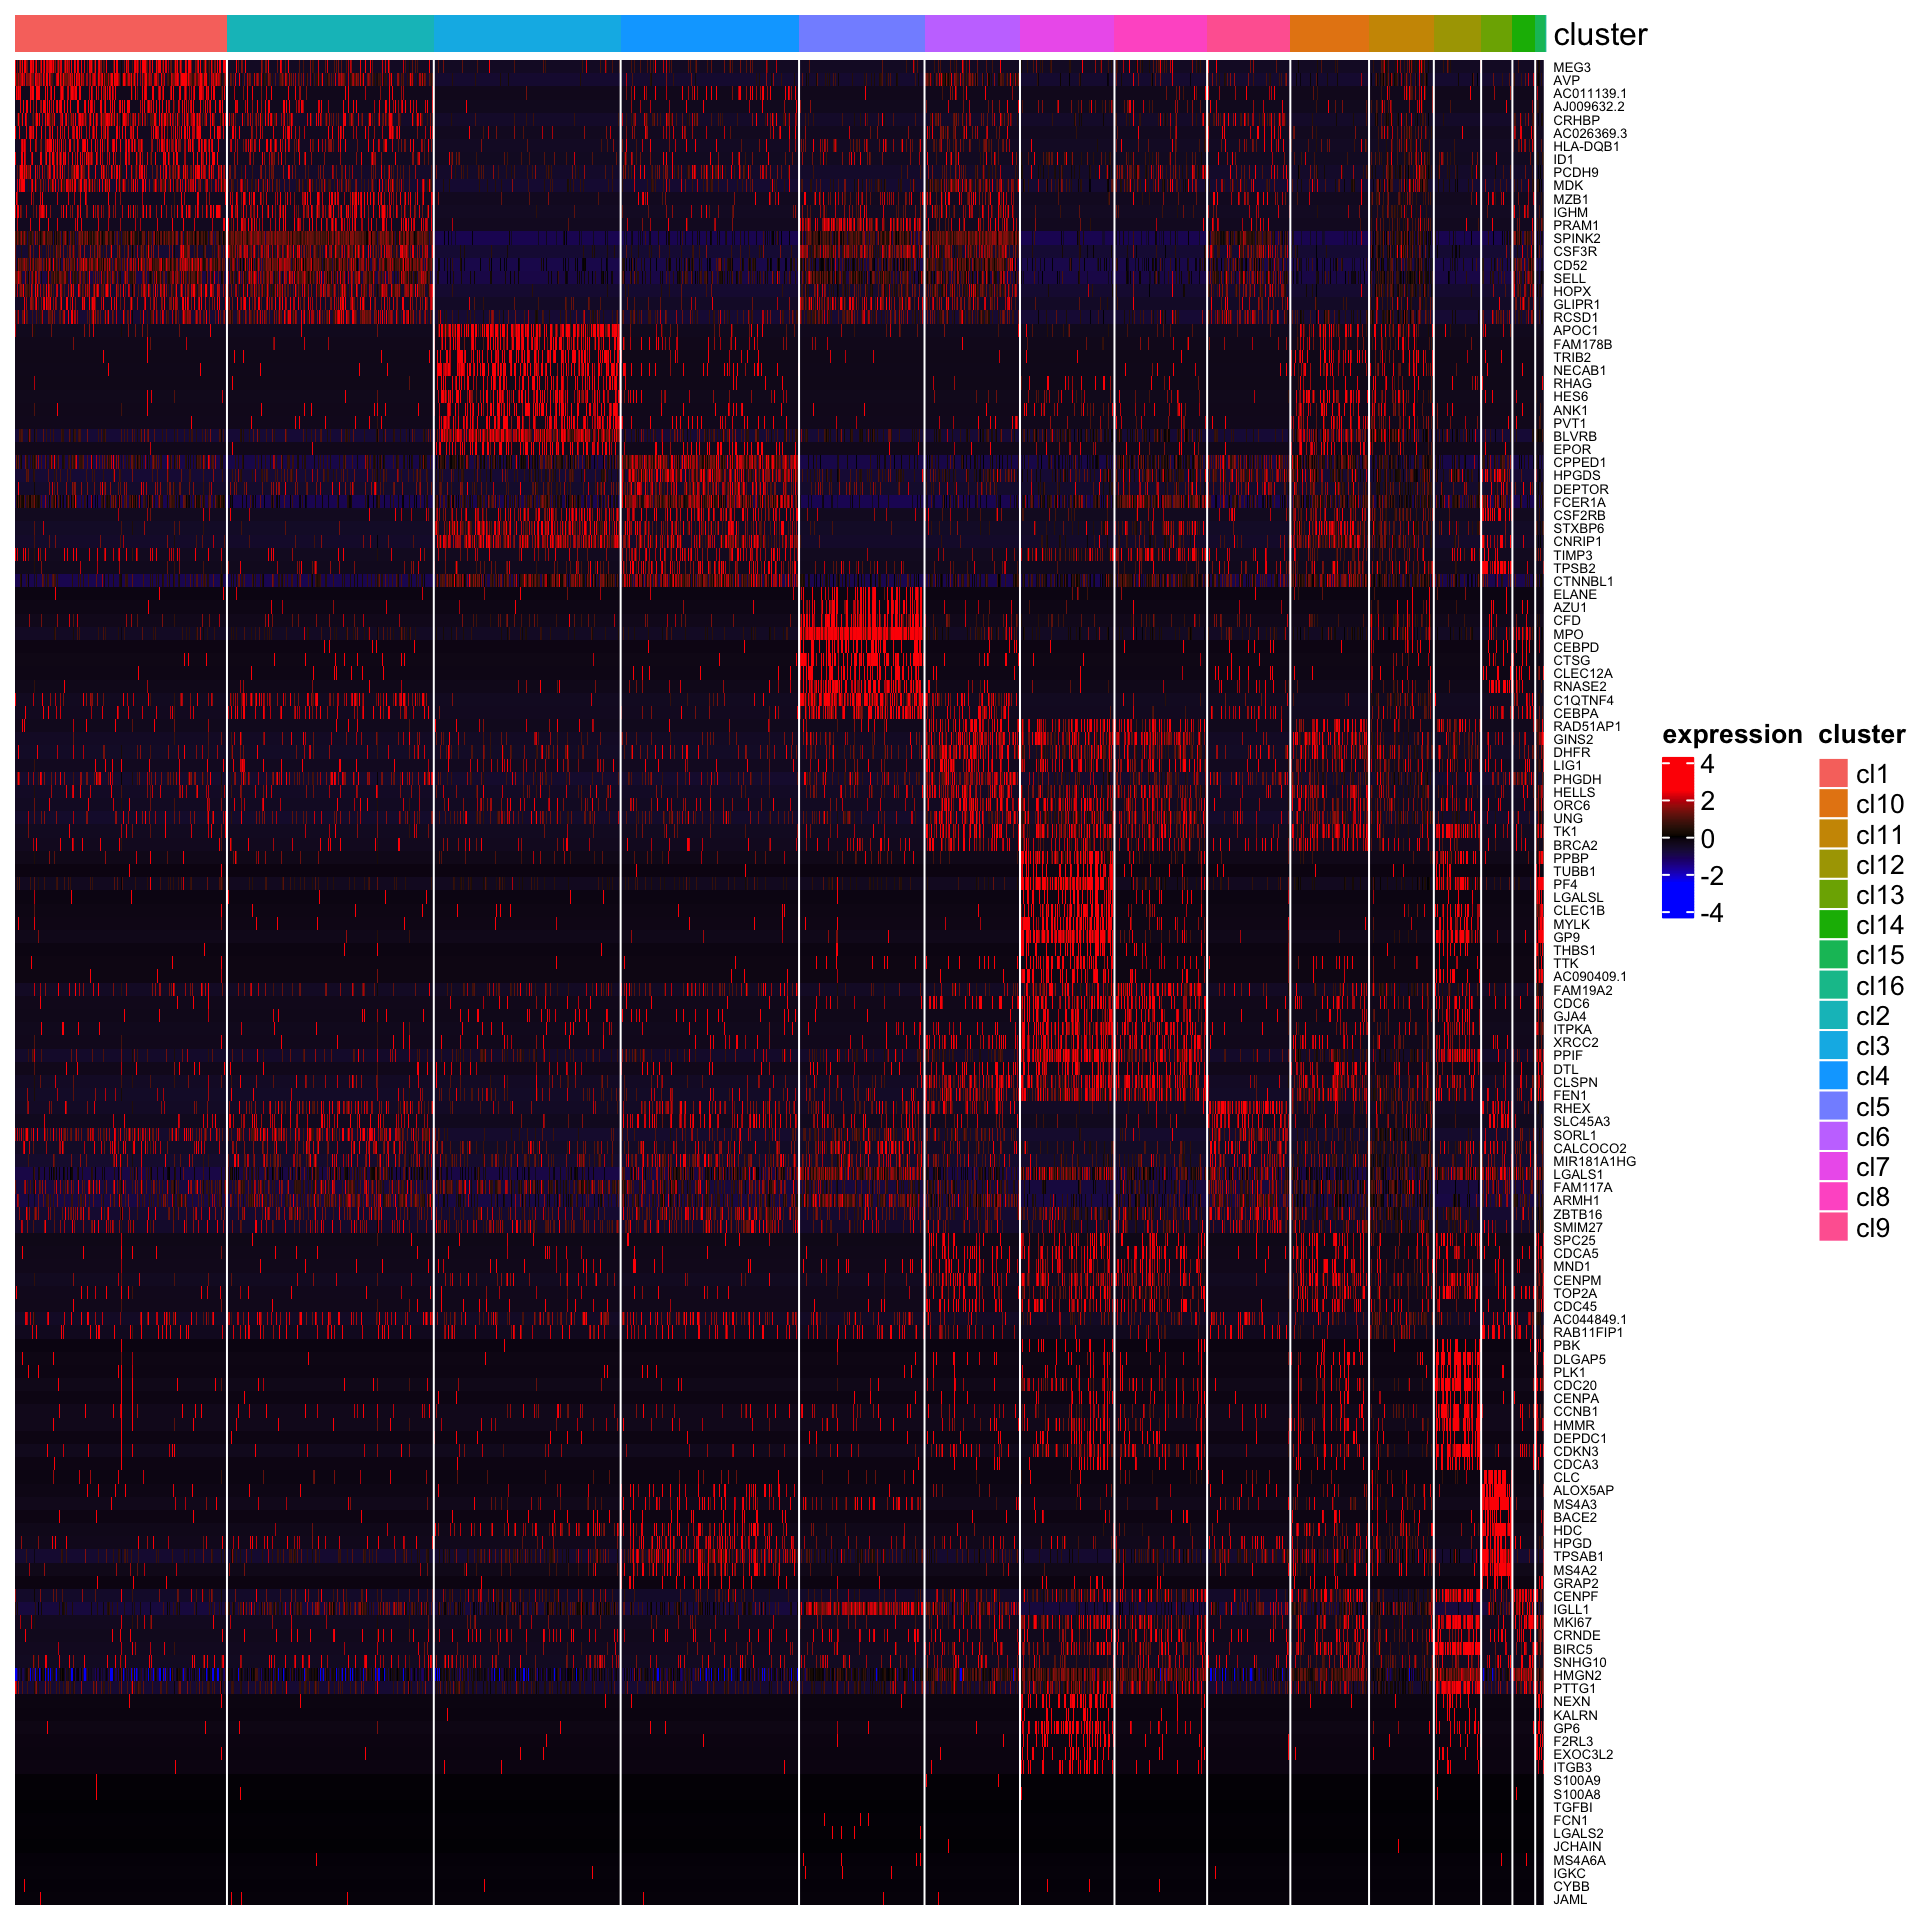 cluster
MEG3
AVP
AC011139.1
AJ009632.2
CRHBP
AC026369.3
HLA-DQB1
ID1
PCDH9
MDK
MZB1
IGHM
PRAM1
SPINK2
CSF3R
CD52
SELL
HOPX
GLIPR1
RCSD1
APOC1
FAM178B
TRIB2
NECAB1
RHAG
HES6
ANK1
PVT1
BLVRB
EPOR
CPPED1
HPGDS
DEPTOR
FCER1A
CSF2RB
STXBP6
CNRIP1
TIMP3
TPSB2
CTNNBL1
ELANE
AZU1
CFD
MPO
CEBPD
CTSG
CLEC12A
RNASE2
C1QTNF4
CEBPA
RAD51AP1
GINS2
DHFR
LIG1
PHGDH
HELLS
ORC6
UNG
TK1
BRCA2
PPBP
TUBB1
PF4
LGALSL
CLEC1B
MYLK
GP9
THBS1
TTK
AC090409.1
FAM19A2
CDC6
GJA4
ITPKA
XRCC2
PPIF
DTL
CLSPN
FEN1
RHEX
SLC45A3
SORL1
CALCOCO2
MIR181A1HG
LGALS1
FAM117A
ARMH1
ZBTB16
SMIM27
SPC25
CDCA5
MND1
CENPM
TOP2A
CDC45
AC044849.1
RAB11FIP1
PBK
DLGAP5
PLK1
CDC20
CENPA
CCNB1
HMMR
DEPDC1
CDKN3
CDCA3
CLC
ALOX5AP
MS4A3
BACE2
HDC
HPGD
TPSAB1
MS4A2
GRAP2
CENPF
IGLL1
MKI67
CRNDE
BIRC5
SNHG10
HMGN2
PTTG1
NEXN
KALRN
GP6
F2RL3
EXOC3L2
ITGB3
S100A9
S100A8
TGFBI
FCN1
LGALS2
JCHAIN
MS4A6A
IGKC
CYBB
JAML
expression
4
2
0
-2
-4
cluster
cl1
cl10
cl11
cl12
cl13
cl14
cl15
cl16
cl2
cl3
cl4
cl5
cl6
cl7
cl8
cl9